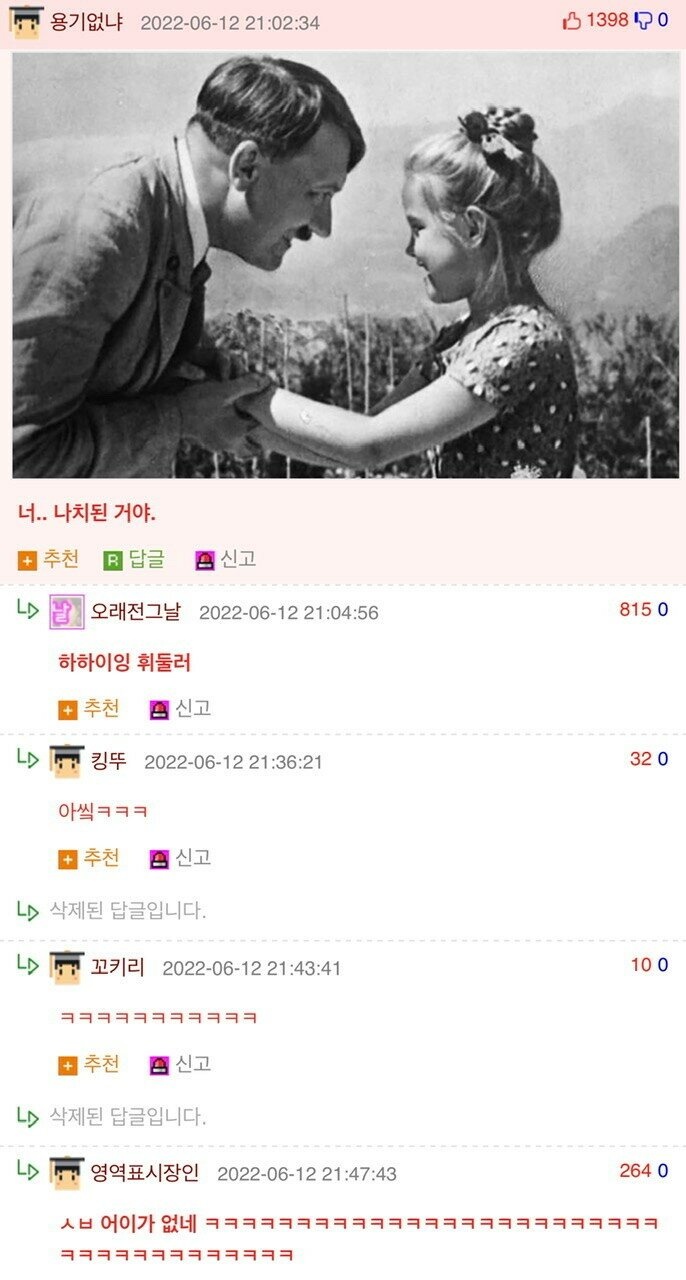 용기없냐 2022-06-12 21:02:34 1398 0
너.. 나치된 거야.
+ 추천 R 답글 신고
오래전그날 2022-06-12 21:04:56 815 0
하하이잉 휘둘러
+ 추천 신고
킹뚜 2022-06-12 21:36:21 32 0
아씤ㅋㅋㅋ
+ 추천 신고
삭제된 답글입니다.
꼬키리 2022-06-12 21:43:41 10 0
ㅋㅋㅋㅋㅋㅋㅋㅋㅋㅋㅋ
+ 추천 신고
삭제된 답글입니다.
영역표시장인 2022-06-12 21:47:43 264 0
ㅅㅂ 어이가 없네 ㅋㅋㅋㅋㅋㅋㅋㅋㅋㅋㅋㅋㅋㅋㅋㅋㅋㅋㅋㅋㅋㅋㅋㅋㅋ
ㅋㅋㅋㅋㅋㅋㅋㅋㅋㅋㅋㅋㅋ